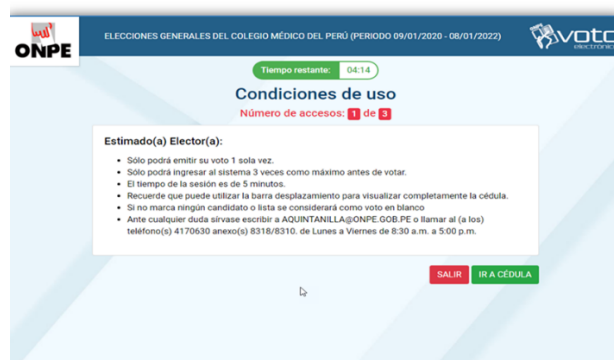 ONPE
ELECCIONES GENERALES DEL COLEGIO MÉDICO DEL PERÚ (PERIODO 09/01/2020 - 08/01/2022)
voto
electrónico
Tiempo restante: 04:14
Condiciones de uso
Número de accesos: 1 de 3
Estimado(a) Elector(a):
• Sólo podrá emitir su voto 1 sola vez.
• Sólo podrá ingresar al sistema 3 veces como máximo antes de votar.
• El tiempo de la sesión es de 5 minutos.
• Recuerde que puede utilizar la barra desplazamiento para visualizar completamente la cédula.
• Si no marca ningún candidato o lista se considerará como voto en blanco
• Ante cualquier duda sírvase escribir a AQUINTANILLA@ONPE.GOB.PE o llamar al (a los)
teléfono(s) 4170630 anexo(s) 8318/8310. de Lunes a Viernes de 8:30 a.m. a 5:00 p.m.
SALIR IR A CÉDULA